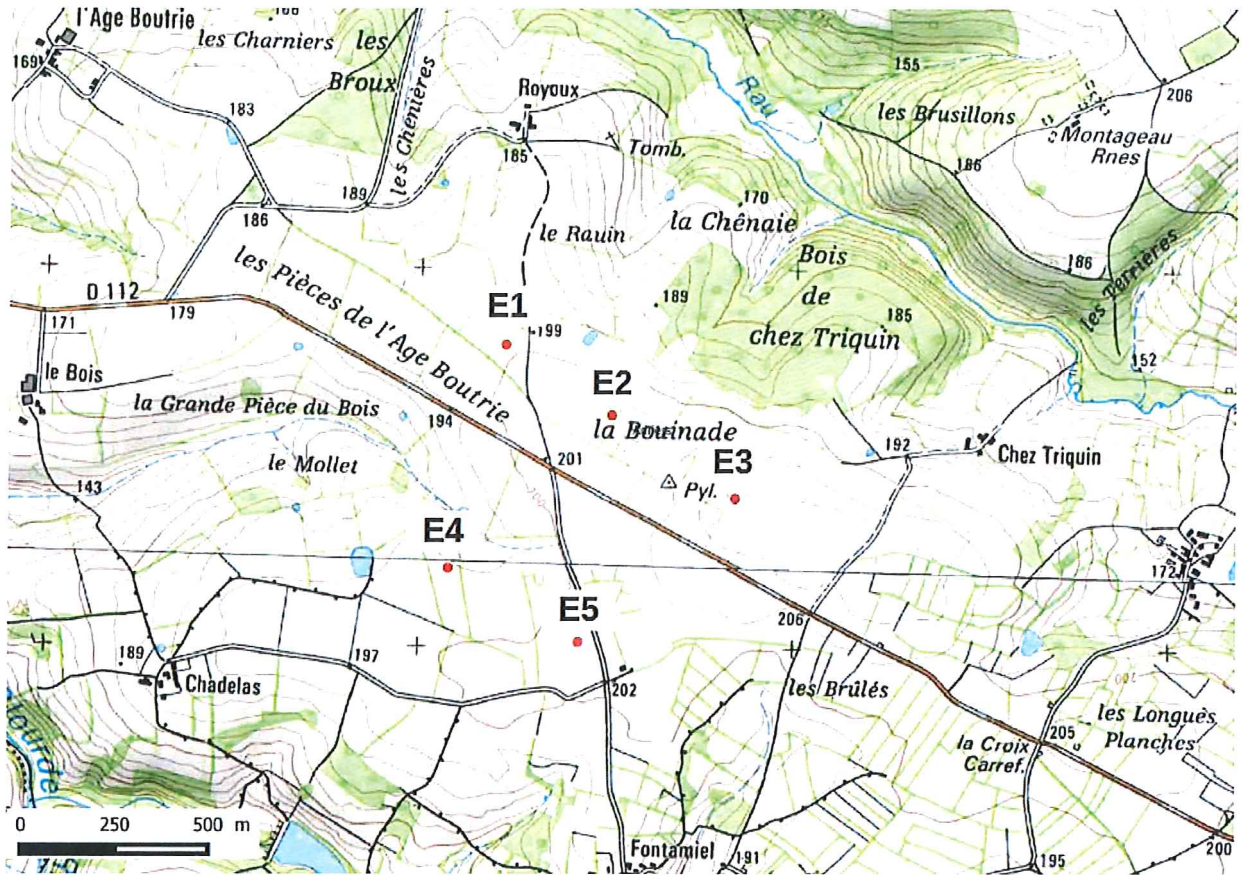 l'Age Boutrie
les Charniers
les
Broux
169
183
les Chênières
Royoux
185
Tomb.
Rau
155
les Brusillons
206
Montageau
Rnes
186
189
186
170
la Chênaie
le Rauin
Bois
de
chez Triquin
186
les Terrières
les Pièces de l'Age Boutrie
D 112
179
171
E1
199
189
185
152
le Bois
la Grande Pièce du Bois
194
E2
la Bouinade
192
Chez Triquin
le Mollet
201
E3
Pyl.
143
E4
172
E5
206
189
Chadelas
197
202
les Brûlés
200
205
les Longues
Planches
la Croix
Carref.
0 250 500 m
Fontamiel
191
195
200